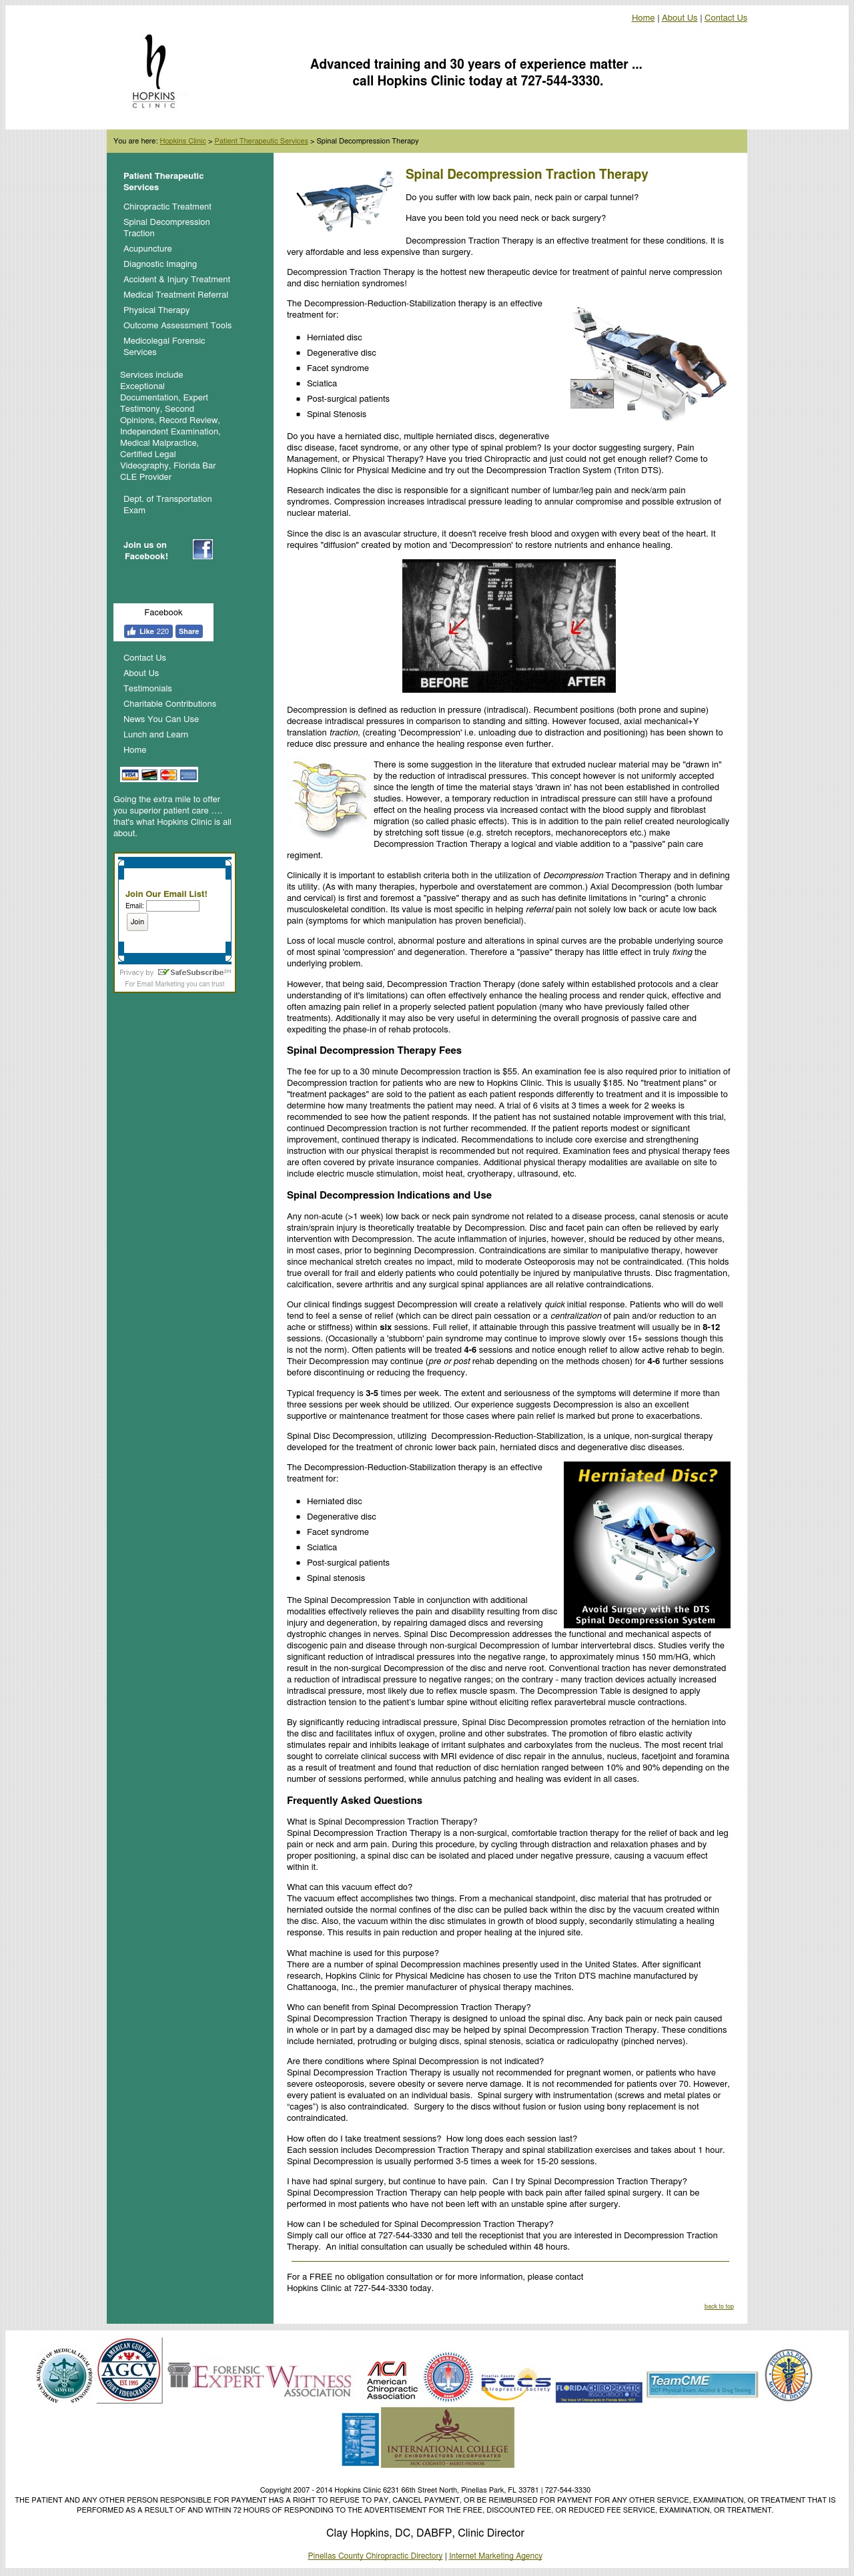 Home | About Us | Contact Us
HOPKINS
CLINIC
Advanced training and 30 years of experience matter ...
call Hopkins Clinic today at 727-544-3330.
You are here: Hopkins Clinic > Patient Therapeutic Services > Spinal Decompression Therapy
Patient Therapeutic
Services
Chiropractic Treatment
Spinal Decompression
Traction
Acupuncture
Diagnostic Imaging
Accident & Injury Treatment
Medical Treatment Referral
Physical Therapy
Outcome Assessment Tools
Medicolegal Forensic
Services
Services include
Exceptional
Documentation, Expert
Testimony, Second
Opinions, Record Review,
Independent Examination,
Medical Malpractice,
Certified Legal
Videography, Florida Bar
CLE Provider
Dept. of Transportation
Exam
Join us on
Facebook!
Facebook
Like 220 Share
Contact Us
About Us
Testimonials
Charitable Contributions
News You Can Use
Lunch and Learn
Home
VISA
Going the extra mile to offer
you superior patient care ....
that's what Hopkins Clinic is all
about.
Join Our Email List!
Email:
Join
Privacy by SafeSubscribe SM
For Email Marketing you can trust
Spinal Decompression Traction Therapy
Do you suffer with low back pain, neck pain or carpal tunnel?
Have you been told you need neck or back surgery?
Decompression Traction Therapy is an effective treatment for these conditions. It is
very affordable and less expensive than surgery.
Decompression Traction Therapy is the hottest new therapeutic device for treatment of painful nerve compression
and disc herniation syndromes!
The Decompression-Reduction-Stabilization therapy is an effective
treatment for:
Herniated disc
Degenerative disc
Facet syndrome
Sciatica
Post-surgical patients
Spinal Stenosis
Do you have a herniated disc, multiple herniated discs, degenerative
disc disease, facet syndrome, or any other type of spinal problem? Is your doctor suggesting surgery, Pain
Management, or Physical Therapy? Have you tried Chiropractic and just could not get enough relief? Come to
Hopkins Clinic for Physical Medicine and try out the Decompression Traction System (Triton DTS).
Research indicates the disc is responsible for a significant number of lumbar/leg pain and neck/arm pain
syndromes. Compression increases intradiscal pressure leading to annular compromise and possible extrusion of
nuclear material.
Since the disc is an avascular structure, it doesn't receive fresh blood and oxygen with every beat of the heart. It
requires "diffusion" created by motion and 'Decompression' to restore nutrients and enhance healing.
BEFORE
AFTER
Decompression is defined as reduction in pressure (intradiscal). Recumbent positions (both prone and supine)
decrease intradiscal pressures in comparison to standing and sitting. However focused, axial mechanical+Y
translation traction, (creating 'Decompression' i.e. unloading due to distraction and positioning) has been shown to
reduce disc pressure and enhance the healing response even further.
There is some suggestion in the literature that extruded nuclear material may be "drawn in"
by the reduction of intradiscal pressures. This concept however is not uniformly accepted
since the length of time the material stays 'drawn in' has not been established in controlled
studies. However, a temporary reduction in intradiscal pressure can still have a profound
effect on the healing process via increased contact with the blood supply and fibroblast
migration (so called phasic effects). This is in addition to the pain relief created neurologically
by stretching soft tissue (e.g. stretch receptors, mechanoreceptors etc.) make
Decompression Traction Therapy a logical and viable addition to a "passive" pain care
regiment.
Clinically it is important to establish criteria both in the utilization of Decompression Traction Therapy and in defining
its utility. (As with many therapies, hyperbole and overstatement are common.) Axial Decompression (both lumbar
and cervical) is first and foremost a "passive" therapy and as such has definite limitations in "curing" a chronic
musculoskeletal condition. Its value is most specific in helping referral pain not solely low back or acute low back
pain (symptoms for which manipulation has proven beneficial).
Loss of local muscle control, abnormal posture and alterations in spinal curves are the probable underlying source
of most spinal 'compression' and degeneration. Therefore a "passive" therapy has little effect in truly fixing the
underlying problem.
However, that being said, Decompression Traction Therapy (done safely within established protocols and a clear
understanding of it's limitations) can often effectively enhance the healing process and render quick, effective and
often amazing pain relief in a properly selected patient population (many who have previously failed other
treatments). Additionally it may also be very useful in determining the overall prognosis of passive care and
expediting the phase-in of rehab protocols.
Spinal Decompression Therapy Fees
The fee for up to a 30 minute Decompression traction is $55. An examination fee is also required prior to initiation of
Decompression traction for patients who are new to Hopkins Clinic. This is usually $185. No "treatment plans" or
"treatment packages" are sold to the patient as each patient responds differently to treatment and it is impossible to
determine how many treatments the patient may need. A trial of 6 visits at 3 times a week for 2 weeks is
recommended to see how the patient responds. If the patient has not sustained notable improvement with this trial,
continued Decompression traction is not further recommended. If the patient reports modest or significant
improvement, continued therapy is indicated. Recommendations to include core exercise and strengthening
instruction with our physical therapist is recommended but not required. Examination fees and physical therapy fees
are often covered by private insurance companies. Additional physical therapy modalities are available on site to
include electric muscle stimulation, moist heat, cryotherapy, ultrasound, etc.
Spinal Decompression Indications and Use
Any non-acute (>1 week) low back or neck pain syndrome not related to a disease process, canal stenosis or acute
strain/sprain injury is theoretically treatable by Decompression. Disc and facet pain can often be relieved by early
intervention with Decompression. The acute inflammation of injuries, however, should be reduced by other means,
in most cases, prior to beginning Decompression. Contraindications are similar to manipulative therapy, however
since mechanical stretch creates no impact, mild to moderate Osteoporosis may not be contraindicated. (This holds
true overall for frail and elderly patients who could potentially be injured by manipulative thrusts. Disc fragmentation,
calcification, severe arthritis and any surgical spinal appliances are all relative contraindications.
Our clinical findings suggest Decompression will create a relatively quick initial response. Patients who will do well
tend to feel a sense of relief (which can be direct pain cessation or a centralization of pain and/or reduction to an
ache or stiffness) within six sessions. Full relief, if attainable through this passive treatment will usually be in 8-12
sessions. (Occasionally a 'stubborn' pain syndrome may continue to improve slowly over 15+ sessions though this
is not the norm). Often patients will be treated 4-6 sessions and notice enough relief to allow active rehab to begin.
Their Decompression may continue (pre or post rehab depending on the methods chosen) for 4-6 further sessions
before discontinuing or reducing the frequency.
Typical frequency is 3-5 times per week. The extent and seriousness of the symptoms will determine if more than
three sessions per week should be utilized. Our experience suggests Decompression is also an excellent
supportive or maintenance treatment for those cases where pain relief is marked but prone to exacerbations.
Spinal Disc Decompression, utilizing Decompression-Reduction-Stabilization, is a unique, non-surgical therapy
developed for the treatment of chronic lower back pain, herniated discs and degenerative disc diseases.
The Decompression-Reduction-Stabilization therapy is an effective
treatment for:
Herniated disc
Degenerative disc
Facet syndrome
Sciatica
Post-surgical patients
Spinal stenosis
Herniated Disc?
Avoid Surgery with the DTS
Spinal Decompression System
The Spinal Decompression Table in conjunction with additional
modalities effectively relieves the pain and disability resulting from disc
injury and degeneration, by repairing damaged discs and reversing
dystrophic changes in nerves. Spinal Disc Decompression addresses the functional and mechanical aspects of
discogenic pain and disease through non-surgical Decompression of lumbar intervertebral discs. Studies verify the
significant reduction of intradiscal pressures into the negative range, to approximately minus 150 mm/HG, which
result in the non-surgical Decompression of the disc and nerve root. Conventional traction has never demonstrated
a reduction of intradiscal pressure to negative ranges; on the contrary - many traction devices actually increased
intradiscal pressure, most likely due to reflex muscle spasm. The Decompression Table is designed to apply
distraction tension to the patient's lumbar spine without eliciting reflex paravertebral muscle contractions.
By significantly reducing intradiscal pressure, Spinal Disc Decompression promotes retraction of the herniation into
the disc and facilitates influx of oxygen, proline and other substrates. The promotion of fibro elastic activity
stimulates repair and inhibits leakage of irritant sulphates and carboxylates from the nucleus. The most recent trial
sought to correlate clinical success with MRI evidence of disc repair in the annulus, nucleus, facetjoint and foramina
as a result of treatment and found that reduction of disc herniation ranged between 10% and 90% depending on the
number of sessions performed, while annulus patching and healing was evident in all cases.
Frequently Asked Questions
What is Spinal Decompression Traction Therapy?
Spinal Decompression Traction Therapy is a non-surgical, comfortable traction therapy for the relief of back and leg
pain or neck and arm pain. During this procedure, by cycling through distraction and relaxation phases and by
proper positioning, a spinal disc can be isolated and placed under negative pressure, causing a vacuum effect
within it.
What can this vacuum effect do?
The vacuum effect accomplishes two things. From a mechanical standpoint, disc material that has protruded or
herniated outside the normal confines of the disc can be pulled back within the disc by the vacuum created within
the disc. Also, the vacuum within the disc stimulates in growth of blood supply, secondarily stimulating a healing
response. This results in pain reduction and proper healing at the injured site.
What machine is used for this purpose?
There are a number of spinal Decompression machines presently used in the United States. After significant
research, Hopkins Clinic for Physical Medicine has chosen to use the Triton DTS machine manufactured by
Chattanooga, Inc., the premier manufacturer of physical therapy machines.
Who can benefit from Spinal Decompression Traction Therapy?
Spinal Decompression Traction Therapy is designed to unload the spinal disc. Any back pain or neck pain caused
in whole or in part by a damaged disc may be helped by spinal Decompression Traction Therapy. These conditions
include herniated, protruding or bulging discs, spinal stenosis, sciatica or radiculopathy (pinched nerves).
Are there conditions where Spinal Decompression is not indicated?
Spinal Decompression Traction Therapy is usually not recommended for pregnant women, or patients who have
severe osteoporosis, severe obesity or severe nerve damage. It is not recommended for patients over 70. However,
every patient is evaluated on an individual basis. Spinal surgery with instrumentation (screws and metal plates or
“cages”) is also contraindicated. Surgery to the discs without fusion or fusion using bony replacement is not
contraindicated.
How often do I take treatment sessions? How long does each session last?
Each session includes Decompression Traction Therapy and spinal stabilization exercises and takes about 1 hour.
Spinal Decompression is usually performed 3-5 times a week for 15-20 sessions.
I have had spinal surgery, but continue to have pain. Can I try Spinal Decompression Traction Therapy?
Spinal Decompression Traction Therapy can help people with back pain after failed spinal surgery. It can be
performed in most patients who have not been left with an unstable spine after surgery.
How can I be scheduled for Spinal Decompression Traction Therapy?
Simply call our office at 727-544-3330 and tell the receptionist that you are interested in Decompression Traction
Therapy. An initial consultation can usually be scheduled within 48 hours.
For a FREE no obligation consultation or for more information, please contact
Hopkins Clinic at 727-544-3330 today.
back to top
AMERICAN ACADEMY OF MEDICAL LEGAL PROFESSIONALS
AMERICAN GUILD OF
AGCV
EST. 1995
COURT VIDEOGRAPHERS
FORENSIC
EXPERT WITNESS
ASSOCIATION
ACA
American
Chiropractic
Association
Pinellas County
PCCS
Chiropractic Society
FLORIDA CHIROPRACTIC
TeamCME
DOT Physical Exam, Alcohol & Drug Testing
MUA
INTERNATIONAL COLLEGE
OF CHIROPRACTORS INCORPORATED
Copyright 2007 - 2014 Hopkins Clinic 6231 66th Street North, Pinellas Park, FL 33781 | 727-544-3330
THE PATIENT AND ANY OTHER PERSON RESPONSIBLE FOR PAYMENT HAS A RIGHT TO REFUSE TO PAY, CANCEL PAYMENT, OR BE REIMBURSED FOR PAYMENT FOR ANY OTHER SERVICE, EXAMINATION, OR TREATMENT THAT IS
PERFORMED AS A RESULT OF AND WITHIN 72 HOURS OF RESPONDING TO THE ADVERTISEMENT FOR THE FREE, DISCOUNTED FEE, OR REDUCED FEE SERVICE, EXAMINATION, OR TREATMENT.
Clay Hopkins, DC, DABFP, Clinic Director
Pinellas County Chiropractic Directory | Internet Marketing Agency